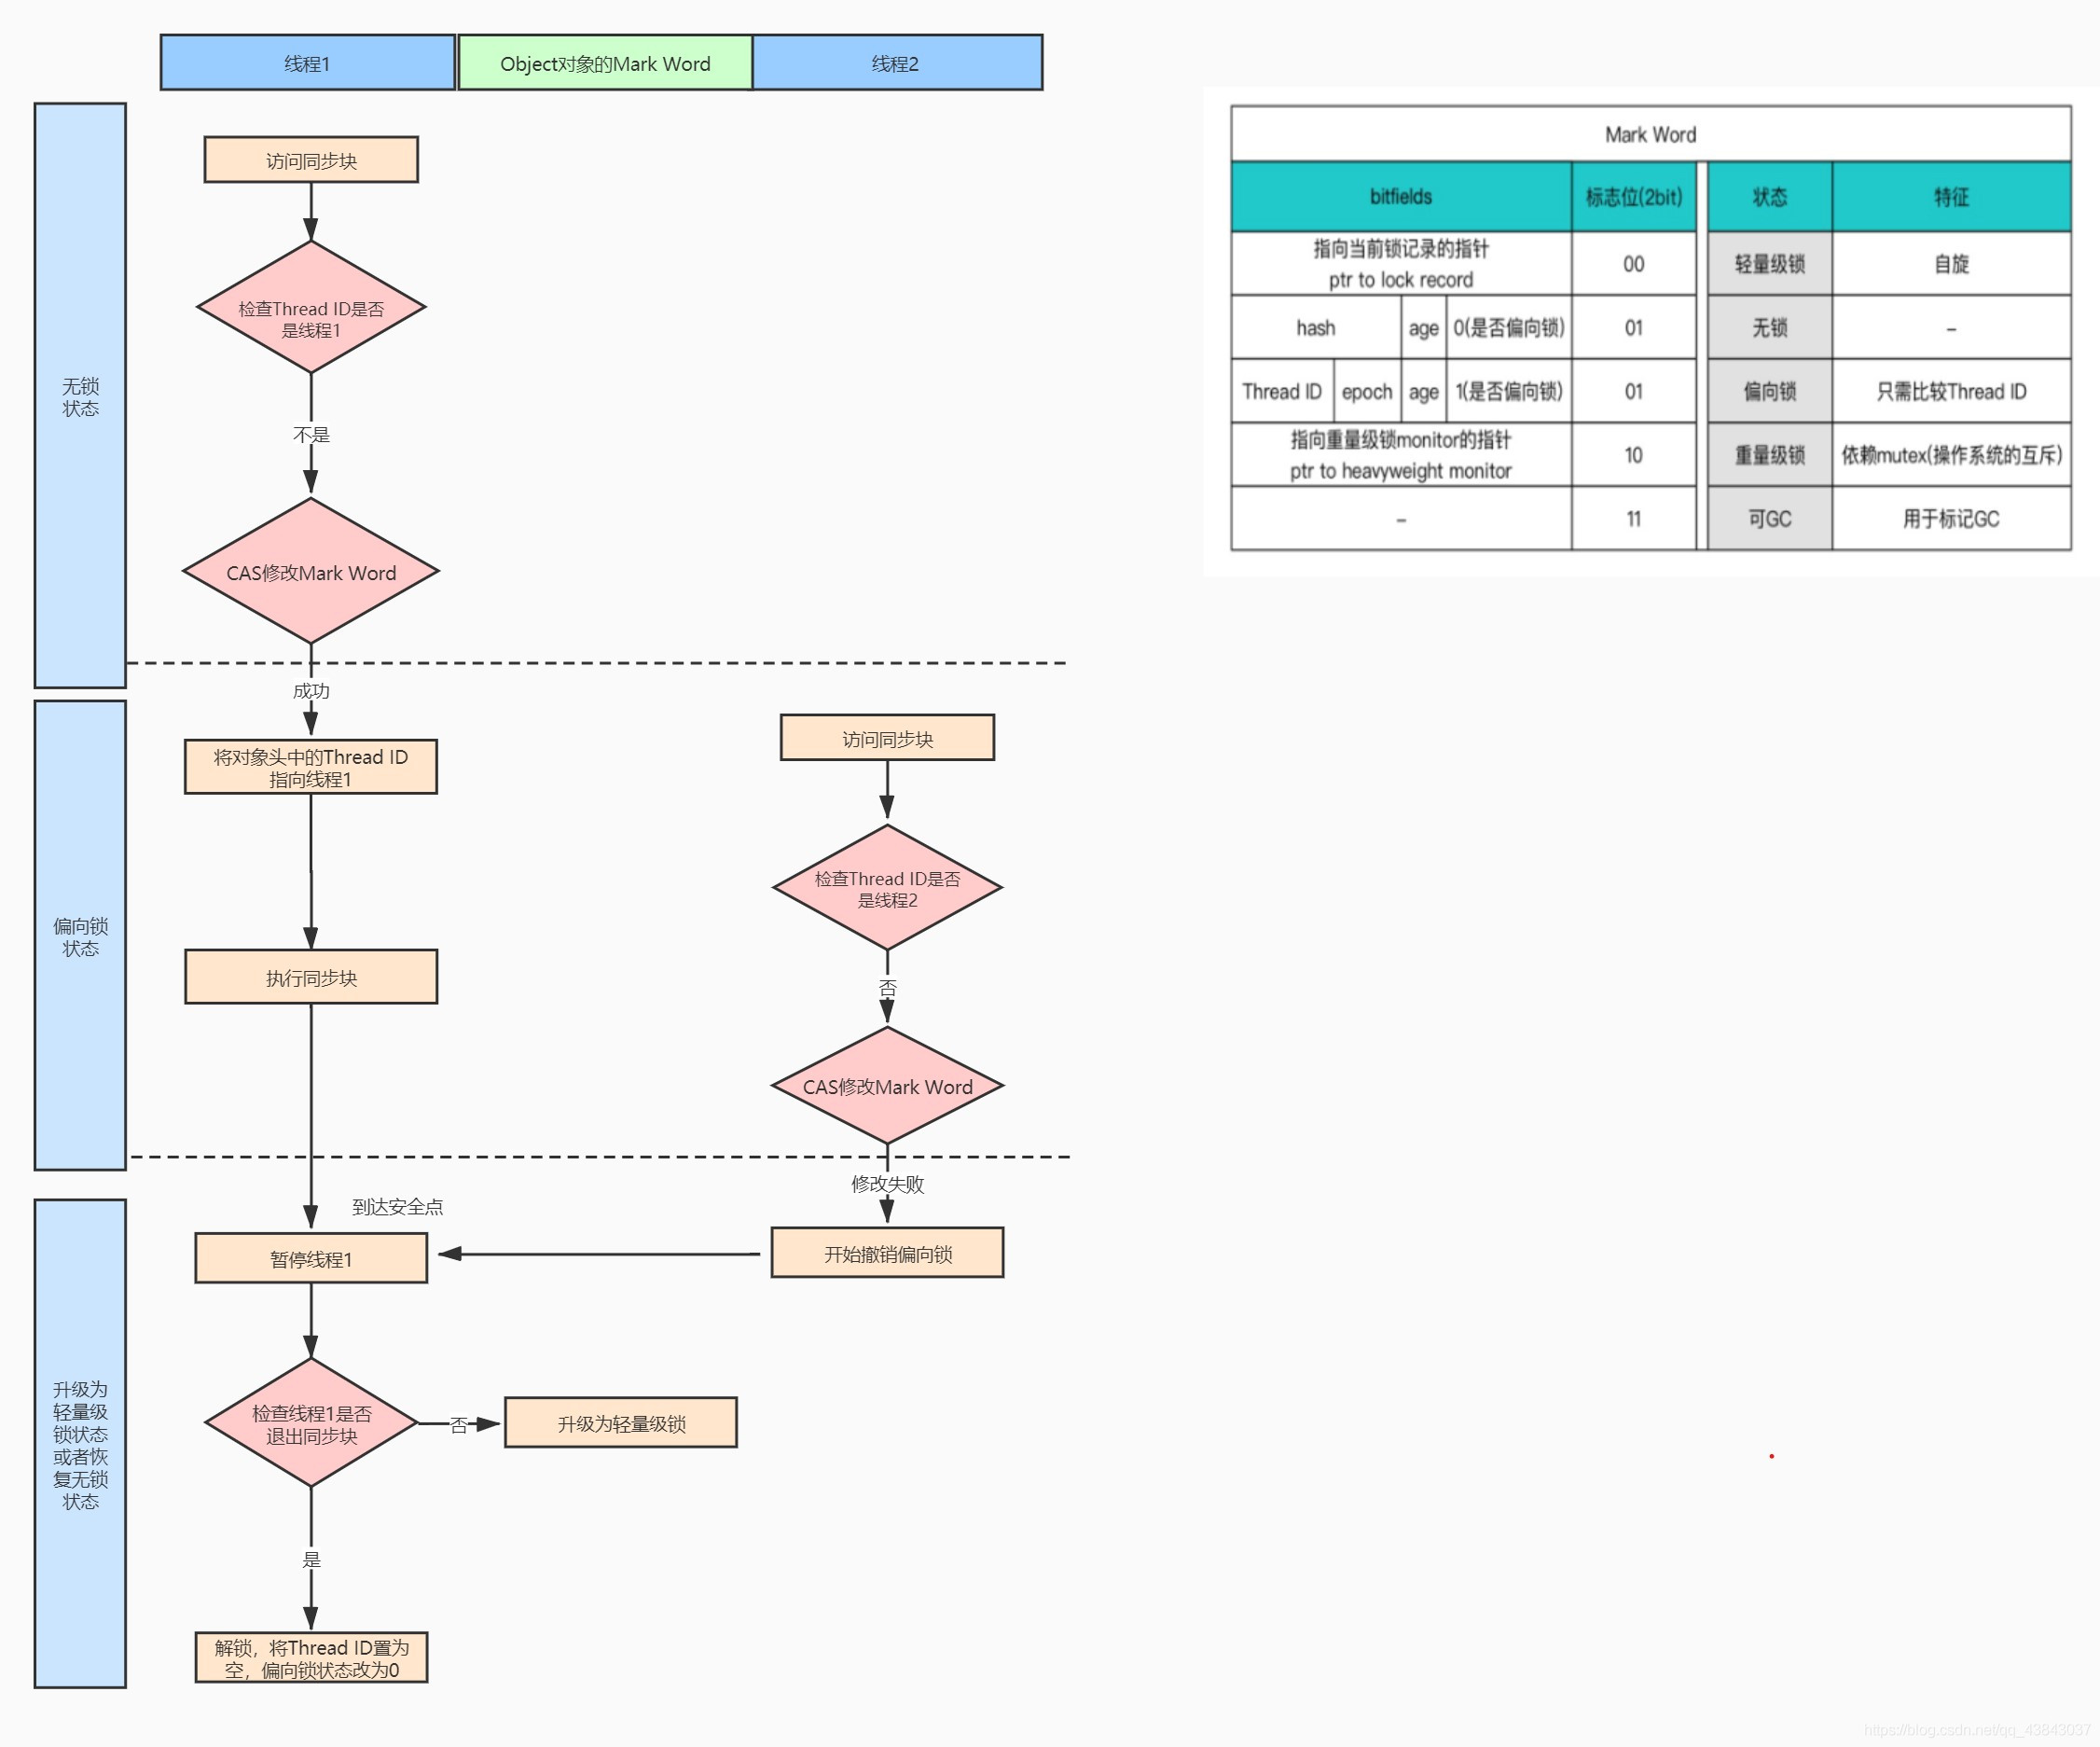 线程1
Object对象的Mark Word
线程2
无锁
状态
访问同步块
检查Thread ID是否
是线程1
不是
CAS修改Mark Word
成功
偏向锁
状态
将对象头中的Thread ID
指向线程1
执行同步块
访问同步块
检查Thread ID是否
是线程2
否
CAS修改Mark Word
修改失败
开始撤销偏向锁
升级为
轻量级
锁状态
或者恢
复无锁
状态
到达安全点
暂停线程1
检查线程1是否
退出同步块
否
升级为轻量级锁
是
解锁，将Thread ID置为
空，偏向锁状态改为0
Mark Word
bitfields
标志位(2bit)
状态
特征
指向当前锁记录的指针
ptr to lock record
00
轻量级锁
自旋
hash
age
0(是否偏向锁)
01
无锁
–
Thread ID
epoch
age
1(是否偏向锁)
01
偏向锁
只需比较Thread ID
指向重量级锁monitor的指针
ptr to heavyweight monitor
10
重量级锁
依赖mutex(操作系统的互斥)
–
11
可GC
用于标记GC
https://blog.csdn.net/qq_43843037